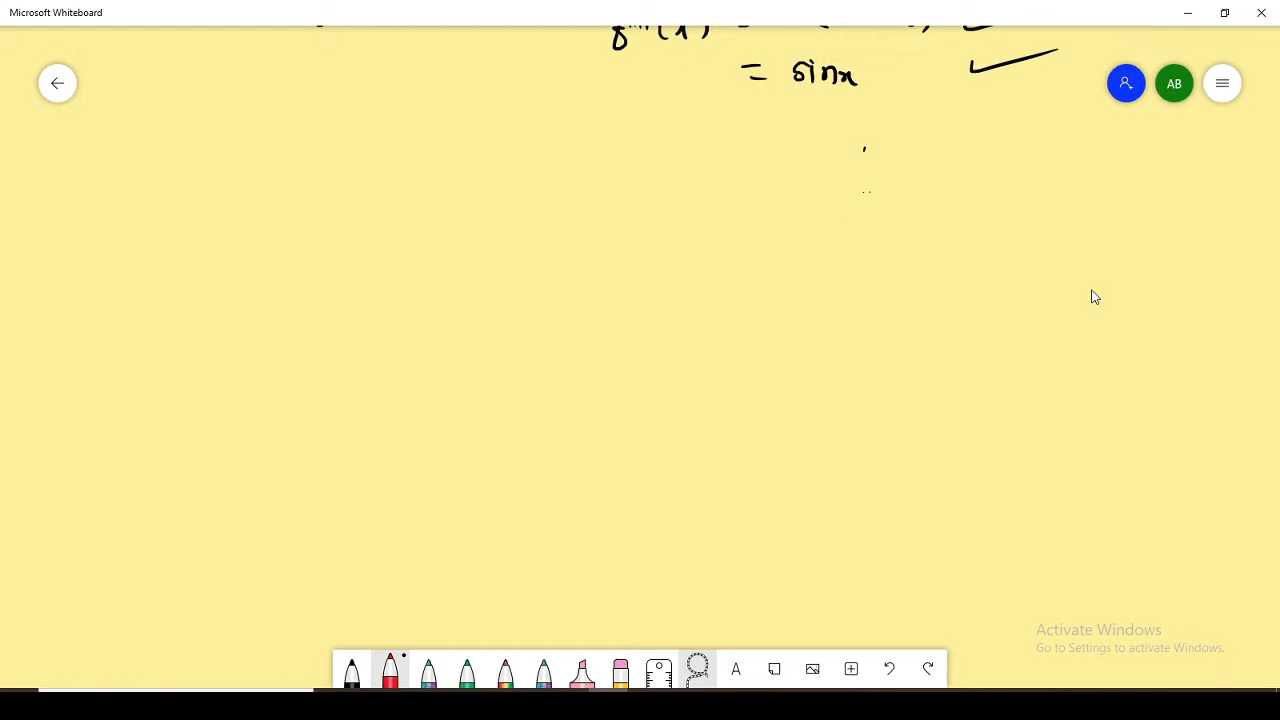 Microsoft Whiteboard
= sinx
AB
A
Activate Windows
Go to Settings to activate Windows.